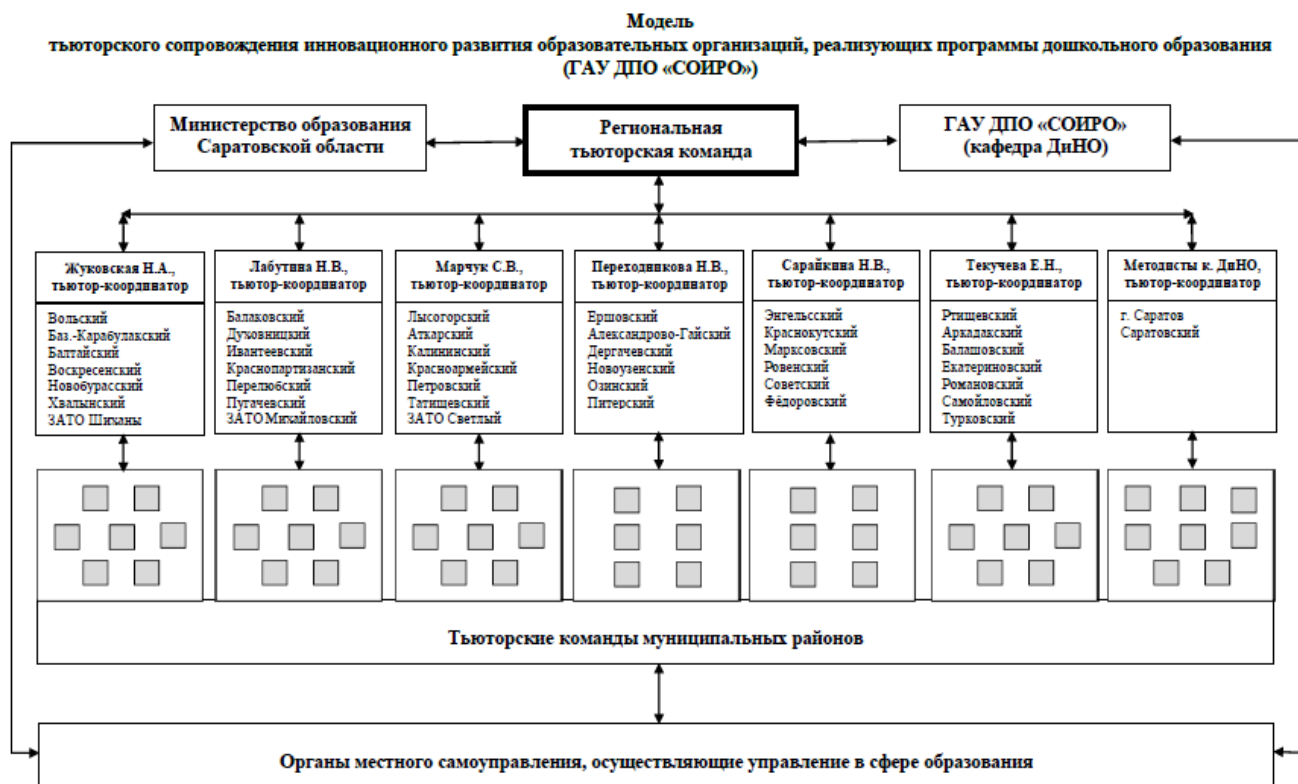 Модель
тьюторского сопровождения инновационного развития образовательных организаций, реализующих программы дошкольного образования
(ГАУ ДПО «СОИРО»)
Министерство образования
Саратовской области
Региональная
тьюторская команда
ГАУ ДПО «СОИРО»
(кафедра ДиНО)
Жуковская Н.А.,
тьютор-координатор
Вольский
Баз.-Карабулакский
Балтайский
Воскресенский
Новобурасский
Хвалынский
ЗАТО Шиханы
Лабутина Н.В.,
тьютор-координатор
Балаковский
Духовницкий
Ивантеевский
Краснопартизанский
Перелюбский
Пугачевский
ЗАТО Михайловский
Марчук С.В.,
тьютор-координатор
Лысогорский
Аткарский
Калининский
Красноармейский
Петровский
Татищевский
ЗАТО Светлый
Переходникова Н.В.,
тьютор-координатор
Ершовский
Александрово-Гайский
Дергачевский
Новоузенский
Озинский
Питерский
Сарайкина Н.В.,
тьютор-координатор
Энгельсский
Краснокутский
Марксовский
Ровенский
Советский
Фёдоровский
Текучева Е.Н.,
тьютор-координатор
Ртищевский
Аркадакский
Балашовский
Екатериновский
Романовский
Самойловский
Турковский
Методисты к. ДиНО,
тьютор-координатор
г. Саратов
Саратовский
Тьюторские команды муниципальных районов
Органы местного самоуправления, осуществляющие управление в сфере образования